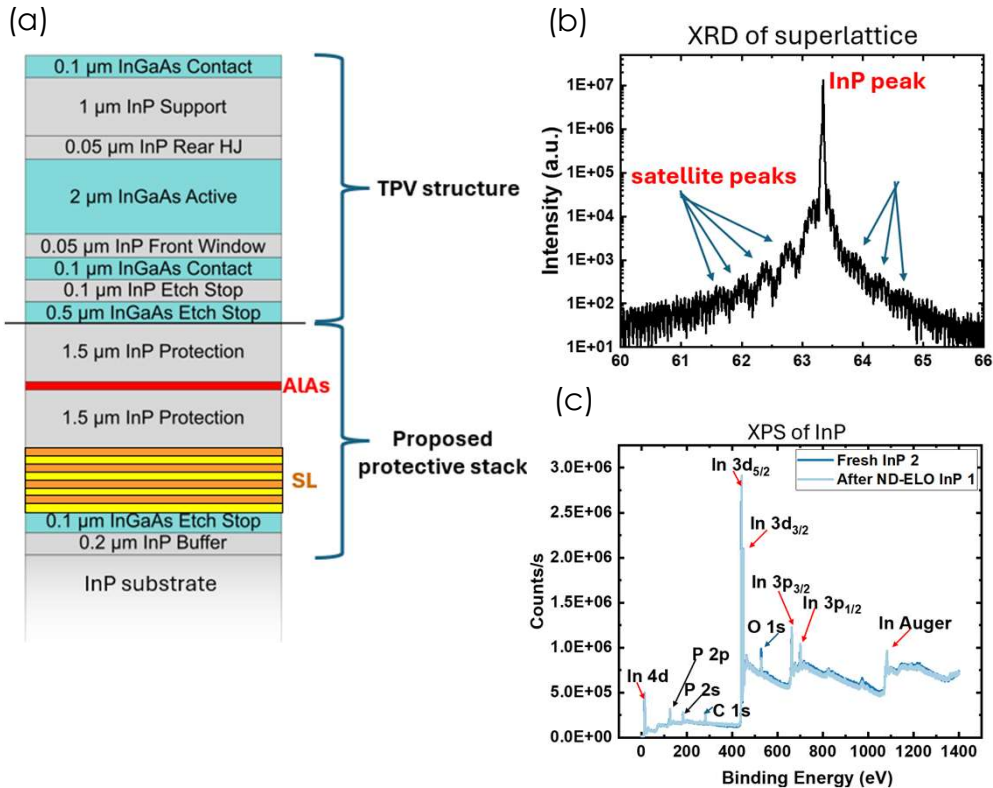 (a)
0.1 µm InGaAs Contact
1 µm InP Support
0.05 µm InP Rear HJ
2 µm InGaAs Active
0.05 µm InP Front Window
0.1 µm InGaAs Contact
0.1 µm InP Etch Stop
0.5 µm InGaAs Etch Stop
1.5 µm InP Protection
AlAs
1.5 µm InP Protection
SL
0.1 µm InGaAs Etch Stop
0.2 µm InP Buffer
InP substrate
TPV structure
Proposed
protective stack
(b)
XRD of superlattice
InP peak
satellite peaks
Intensity (a.u.)
1E+07
1E+06
1E+05
1E+04
1E+03
1E+02
1E+01
60 61 62 63 64 65 66
(c)
XPS of InP
Fresh InP 2
After ND-ELO InP 1
In 3d5/2
In 3d3/2
In 3p3/2
In 3p1/2
O 1s
In Auger
P 2p
In 4d
P 2s
C 1s
Counts/s
3.0E+06
2.5E+06
2.0E+06
1.5E+06
1.0E+06
5.0E+05
0.0E+00
0 200 400 600 800 1000 1200 1400
Binding Energy (eV)